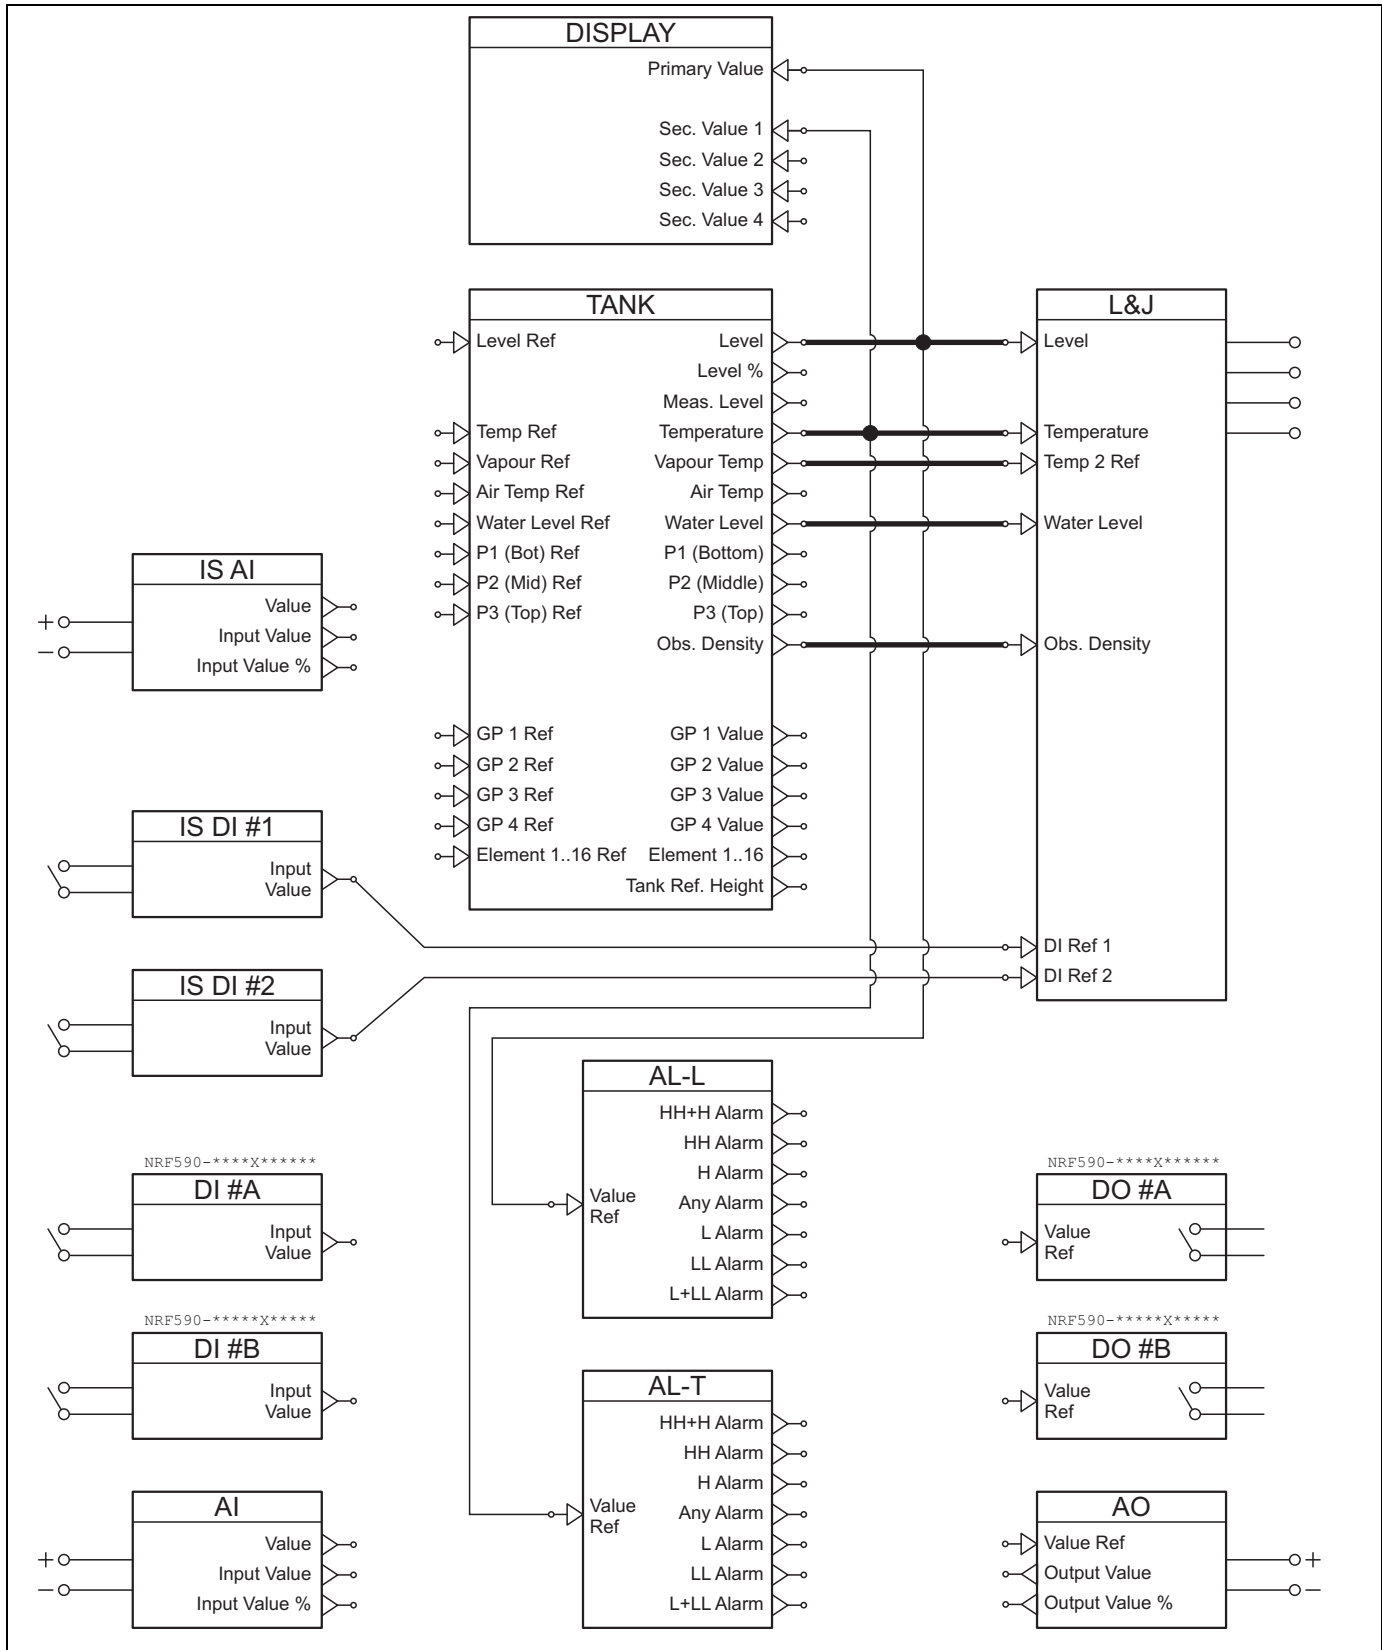 DISPLAY
Primary Value
Sec. Value 1
Sec. Value 2
Sec. Value 3
Sec. Value 4
TANK
Level Ref
Level
Level %
Meas. Level
Temp Ref
Temperature
Vapour Ref
Vapour Temp
Air Temp Ref
Air Temp
Water Level Ref
Water Level
P1 (Bot) Ref
P1 (Bottom)
P2 (Mid) Ref
P2 (Middle)
P3 (Top) Ref
P3 (Top)
Obs. Density
GP 1 Ref
GP 1 Value
GP 2 Ref
GP 2 Value
GP 3 Ref
GP 3 Value
GP 4 Ref
GP 4 Value
Element 1..16 Ref
Element 1..16
Tank Ref. Height
L&J
Level
Temperature
Temp 2 Ref
Water Level
Obs. Density
DI Ref 1
DI Ref 2
IS AI
Value
+
Input Value
–
Input Value %
IS DI #1
Input
Value
IS DI #2
Input
Value
AL-L
HH+H Alarm
HH Alarm
H Alarm
Value
Ref
Any Alarm
L Alarm
LL Alarm
L+LL Alarm
NRF590-****X******
DI #A
Input
Value
NRF590-****X******
DO #A
Value
Ref
NRF590-*****X*****
DI #B
Input
Value
NRF590-*****X*****
DO #B
Value
Ref
AL-T
HH+H Alarm
HH Alarm
H Alarm
Value
Ref
Any Alarm
L Alarm
LL Alarm
L+LL Alarm
AI
Value
+
Input Value
–
Input Value %
AO
Value Ref
+
Output Value
–
Output Value %